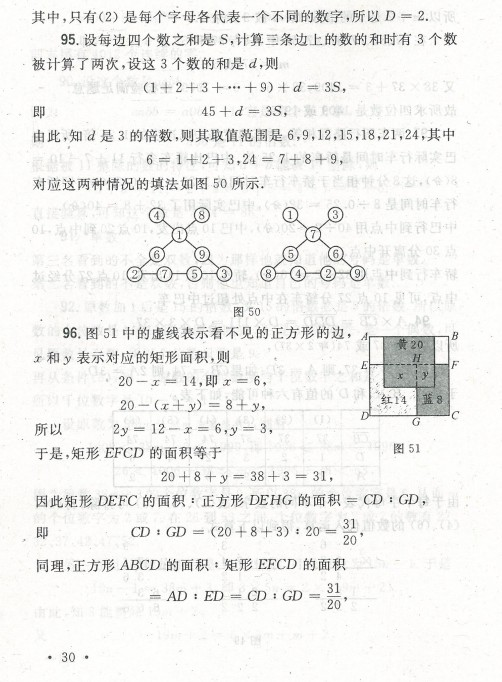 其中,只有(2) 是每个字母各代表一个不同的数字,所以 D = 2.
95. 设每边四个数之和是 S,计算三条边上的数的和时有 3 个数
被计算了两次,设这 3 个数的和是 d,则
(1+2+3+⋯+9)+d=3S,
即 45+d=3S,
由此,知 d 是 3 的倍数,则其取值范围是 6,9,12,15,18,21,24,其中
6=1+2+3,24=7+8+9,
对应这两种情况的填法如图 50 所示.
④ ⑧ ① ③
① ⑦
⑥ ⑨ ⑤ ⑥
② ⑦ ⑤ ③ ⑧ ④ ② ⑨
图 50
96. 图 51 中的虚线表示看不见的正方形的边,
x 和 y 表示对应的矩形面积,则
20-x=14,即 x=6,
20-(x+y)=8+y,
所以 2y=12-x=6,y=3,
于是,矩形 EFCD 的面积等于
20+8+y=38+3=31,
A B
黄 20
E H F
x y
红14 蓝 8
D G C
图 51
因此矩形 DEFC 的面积:正方形 DEHG 的面积 = CD:GD,
即 CD:GD=(20+8+3):20=31/20,
同理,正方形 ABCD 的面积:矩形 EFCD 的面积
=AD:ED=CD:GD=31/20,
· 30 ·